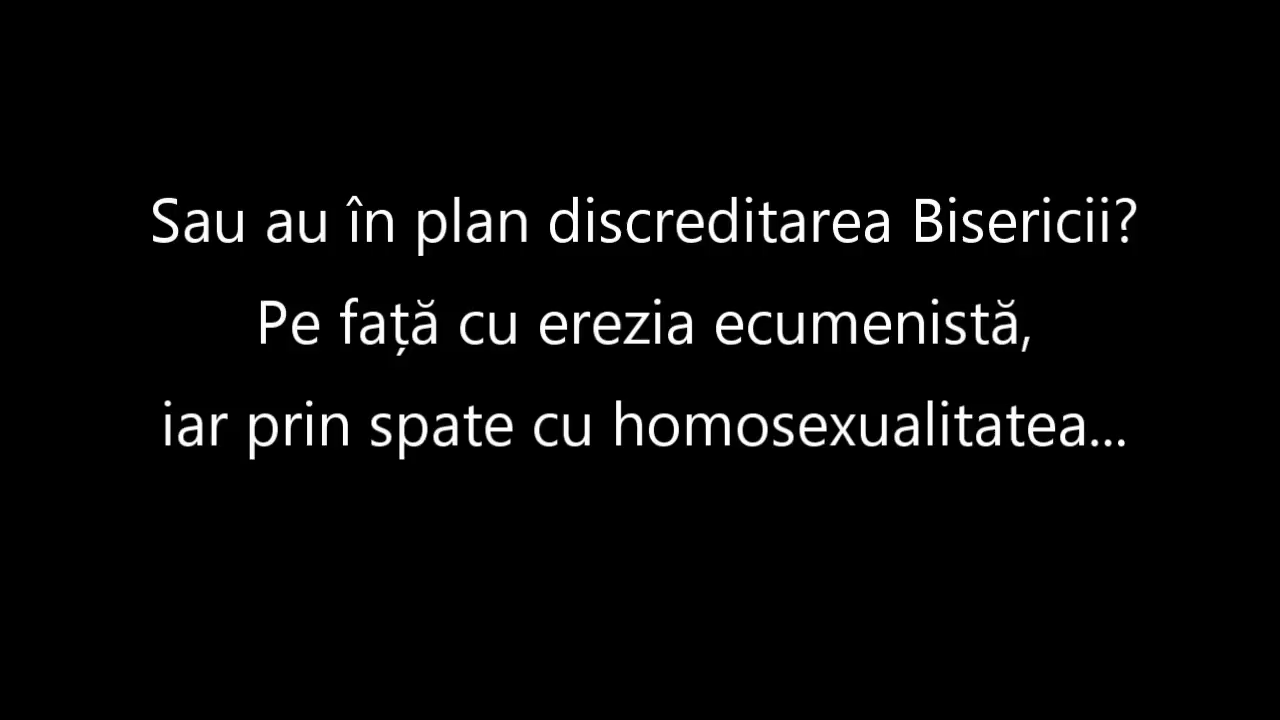 Sau au în plan discreditarea Bisericii?
Pe față cu erezia ecumenistă,
iar prin spate cu homosexualitatea...